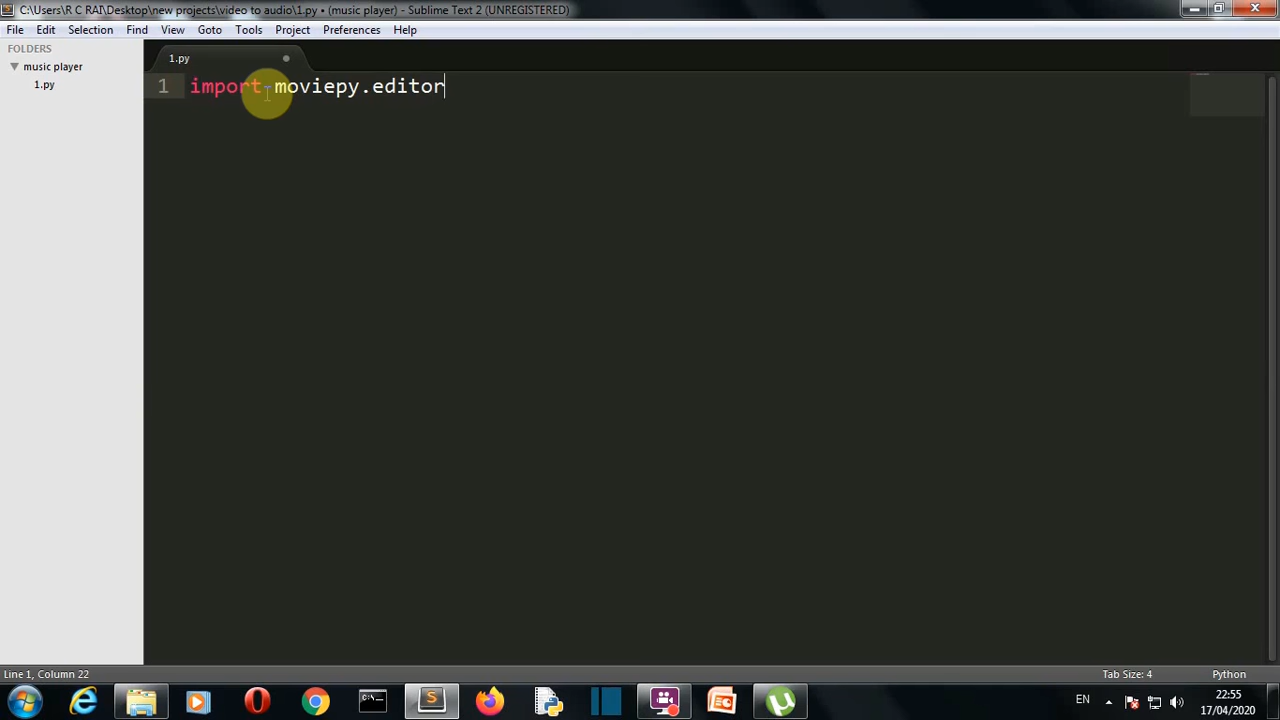 C:\Users\R C RAI\Desktop\new projects\video to audio\1.py • (music player) - Sublime Text 2 (UNREGISTERED)
File Edit Selection Find View Goto Tools Project Preferences Help
FOLDERS
music player
1.py
1.py
1 import moviepy.editor
Line 1, Column 22
Tab Size: 4 Python
EN
22:55
17/04/2020